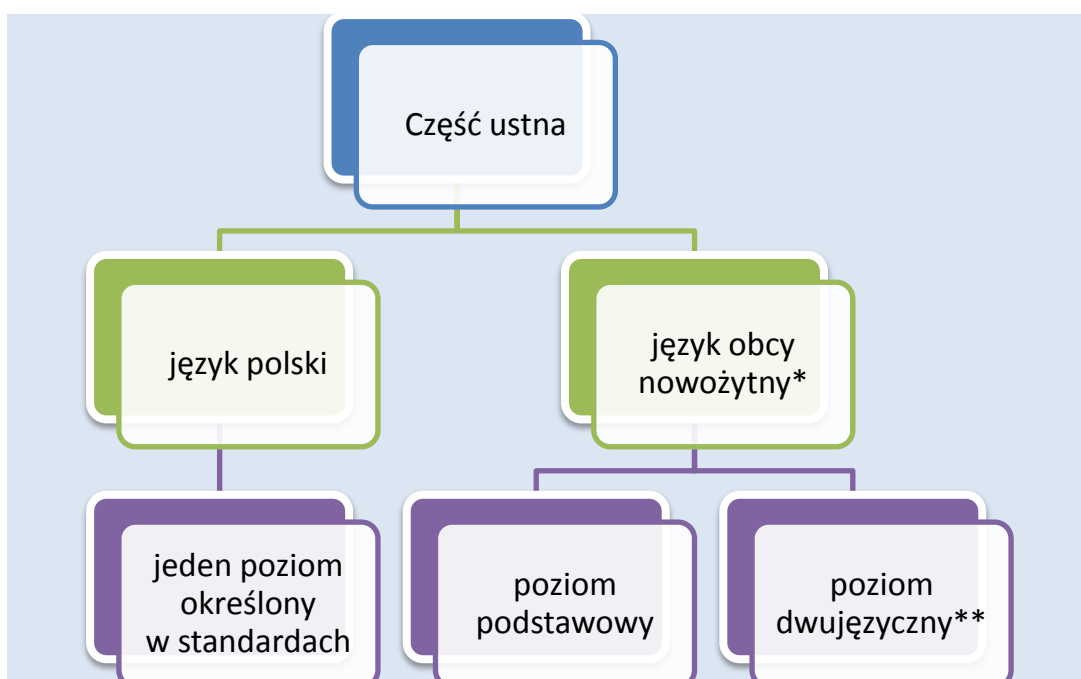 Część ustna
język polski
język obcy
nowożytny*
jeden poziom
określony
w standardach
poziom
podstawowy
poziom
dwujęzyczny**